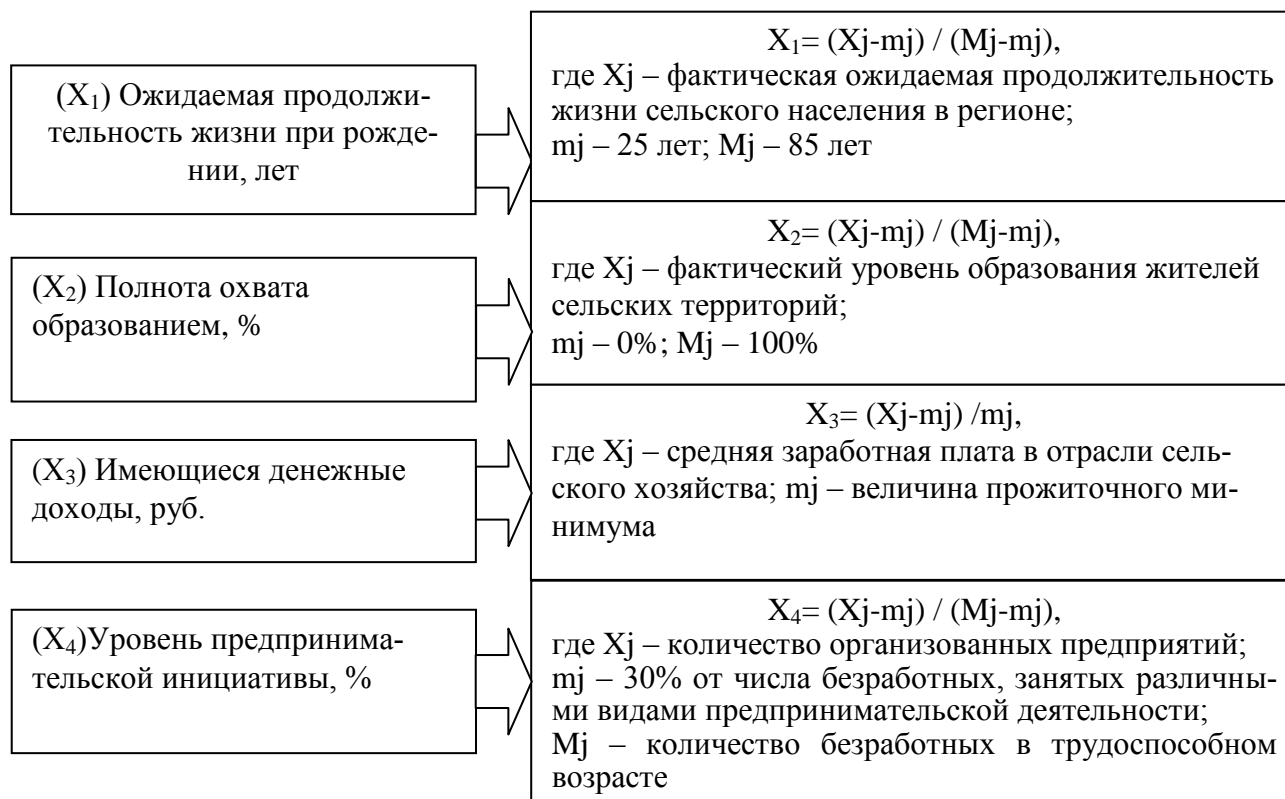 (X₁) Ожидаемая продолжи-
тельность жизни при рожде-
нии, лет
X₁= (Xj-mj) / (Mj-mj),
где Xj – фактическая ожидаемая продолжительность
жизни сельского населения в регионе;
mj – 25 лет; Mj – 85 лет
(X₂) Полнота охвата
образованием, %
X₂= (Xj-mj) / (Mj-mj),
где Xj – фактический уровень образования жителей
сельских территорий;
mj – 0%; Mj – 100%
(X₃) Имеющиеся денежные
доходы, руб.
X₃= (Xj-mj) /mj,
где Xj – средняя заработная плата в отрасли сель-
ского хозяйства; mj – величина прожиточного ми-
нимума
(X₄)Уровень предпринима-
тельской инициативы, %
X₄= (Xj-mj) / (Mj-mj),
где Xj – количество организованных предприятий;
mj – 30% от числа безработных, занятых различны-
ми видами предпринимательской деятельности;
Mj – количество безработных в трудоспособном
возрасте